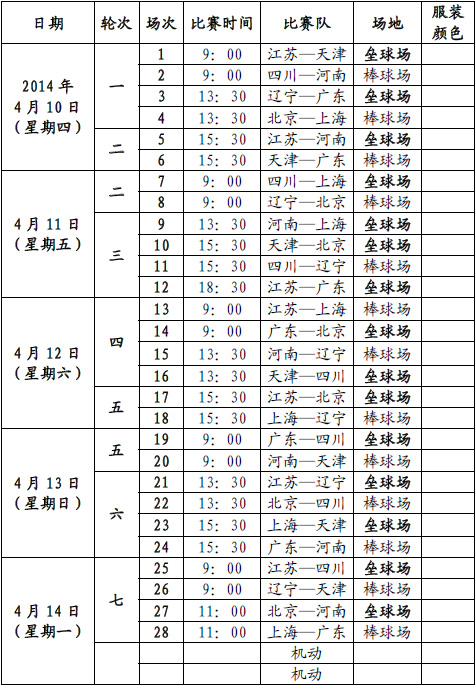 日期 轮次 场次 比赛时间 比赛队 场地 服装颜色
2014年4月10日（星期四） 一 1 9：00 江苏—天津 垒球场
2 9：00 四川—河南 棒球场
3 13：30 辽宁—广东 垒球场
4 13：30 北京—上海 棒球场
二 5 15：30 江苏—河南 垒球场
6 15：30 天津—广东 棒球场
4月11日（星期五） 二 7 9：00 四川—上海 垒球场
8 9：00 辽宁—北京 棒球场
三 9 13：30 河南—上海 垒球场
10 15：30 天津—北京 垒球场
11 15：30 四川—辽宁 棒球场
12 18：30 江苏—广东 垒球场
4月12日（星期六） 四 13 9：00 江苏—上海 棒球场
14 9：00 广东—北京 垒球场
15 13：30 河南—辽宁 棒球场
16 13：30 天津—四川 垒球场
五 17 15：30 江苏—北京 垒球场
18 15：30 上海—辽宁 棒球场
4月13日（星期日） 五 19 9：00 广东—四川 垒球场
20 9：00 河南—天津 棒球场
六 21 13：30 江苏—辽宁 垒球场
22 13：30 北京—四川 棒球场
23 15：30 上海—天津 垒球场
24 15：30 广东—河南 棒球场
4月14日（星期一） 七 25 9：00 江苏—四川 垒球场
26 9：00 辽宁—天津 棒球场
27 11：00 北京—河南 垒球场
28 11：00 上海—广东 棒球场
机动
机动